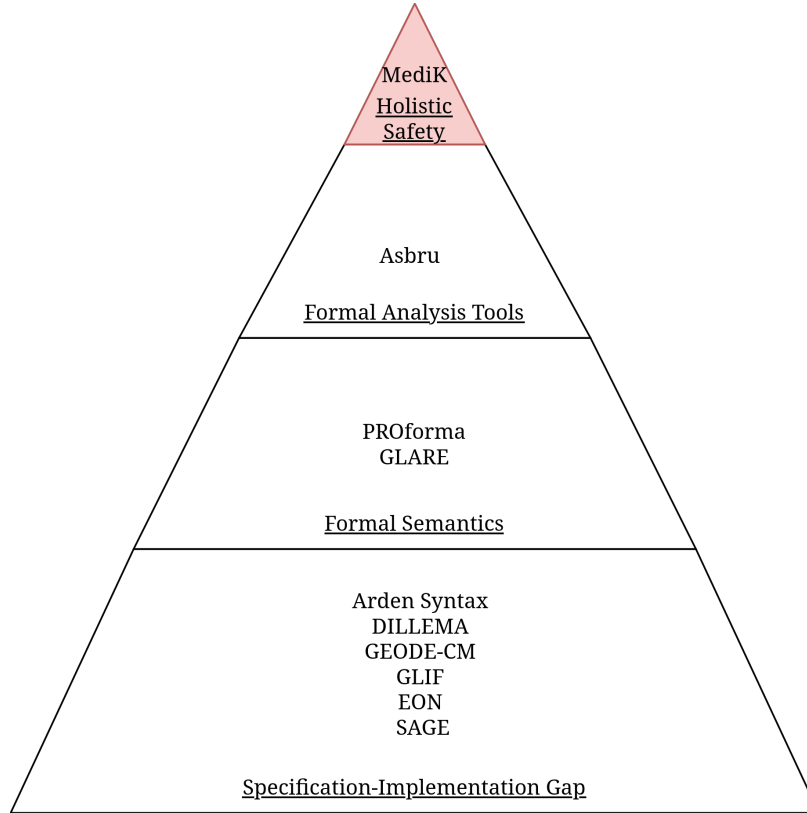 MediK
Holistic
Safety
Asbru
Formal Analysis Tools
PROforma
GLARE
Formal Semantics
Arden Syntax
DILLEMA
GEODE-CM
GLIF
EON
SAGE
Specification-Implementation Gap